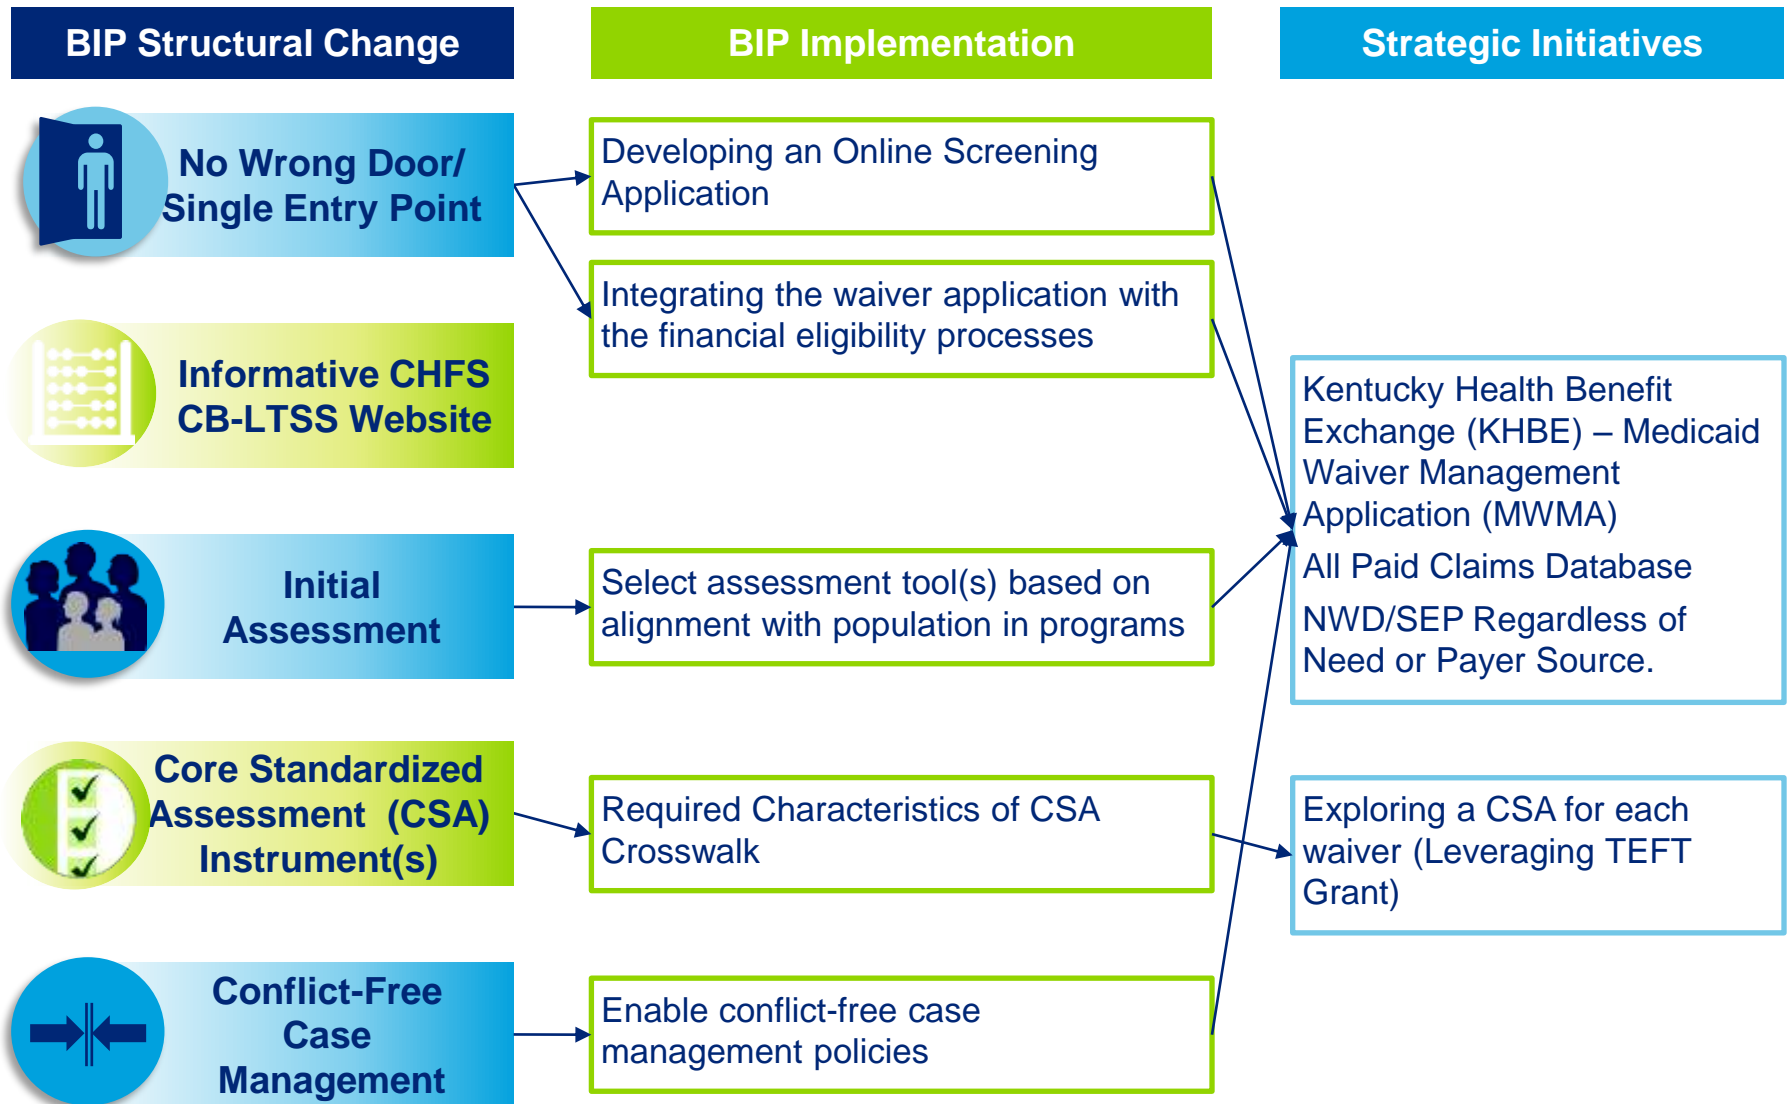 BIP Structural Change
BIP Implementation
Strategic Initiatives
No Wrong Door/
Single Entry Point
Developing an Online Screening
Application
Integrating the waiver application with
the financial eligibility processes
Informative CHFS
CB-LTSS Website
Initial
Assessment
Select assessment tool(s) based on
alignment with population in programs
Kentucky Health Benefit
Exchange (KHBE) – Medicaid
Waiver Management
Application (MWMA)
All Paid Claims Database
NWD/SEP Regardless of
Need or Payer Source.
Core Standardized
Assessment (CSA)
Instrument(s)
Required Characteristics of CSA
Crosswalk
Exploring a CSA for each
waiver (Leveraging TEFT
Grant)
Conflict-Free
Case
Management
Enable conflict-free case
management policies